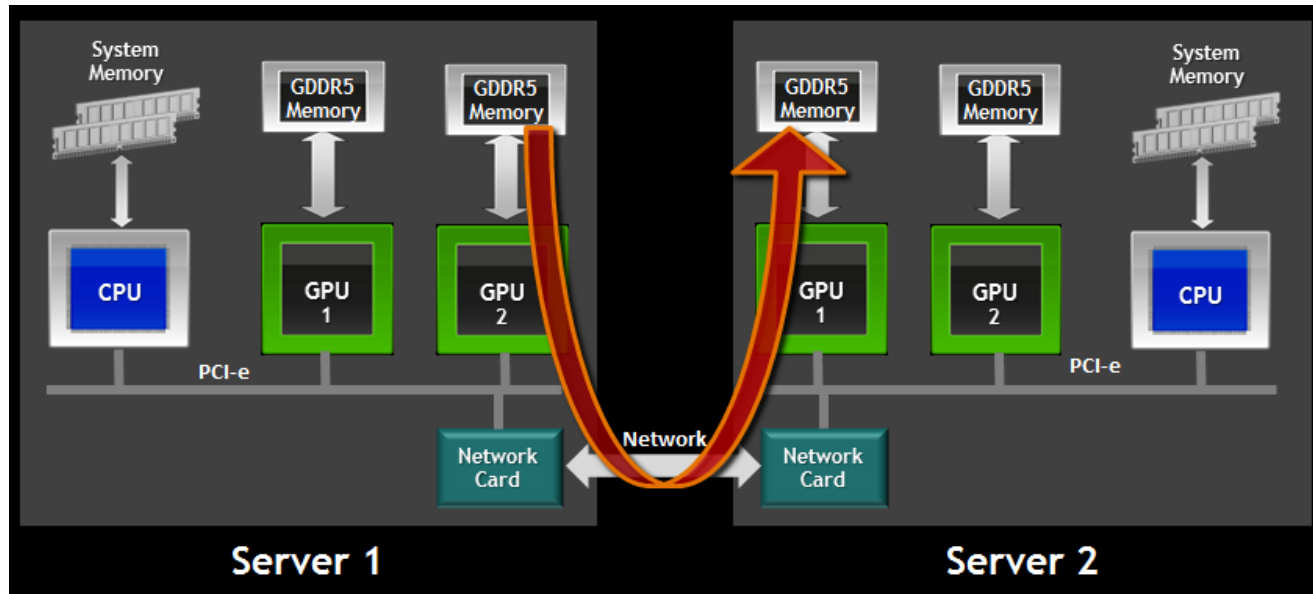 System
Memory
GDDR5
Memory
GDDR5
Memory
CPU
GPU
1
GPU
2
PCI-e
Network
Card
Server 1
Network
GDDR5
Memory
GDDR5
Memory
System
Memory
GPU
1
GPU
2
CPU
PCI-e
Network
Card
Server 2